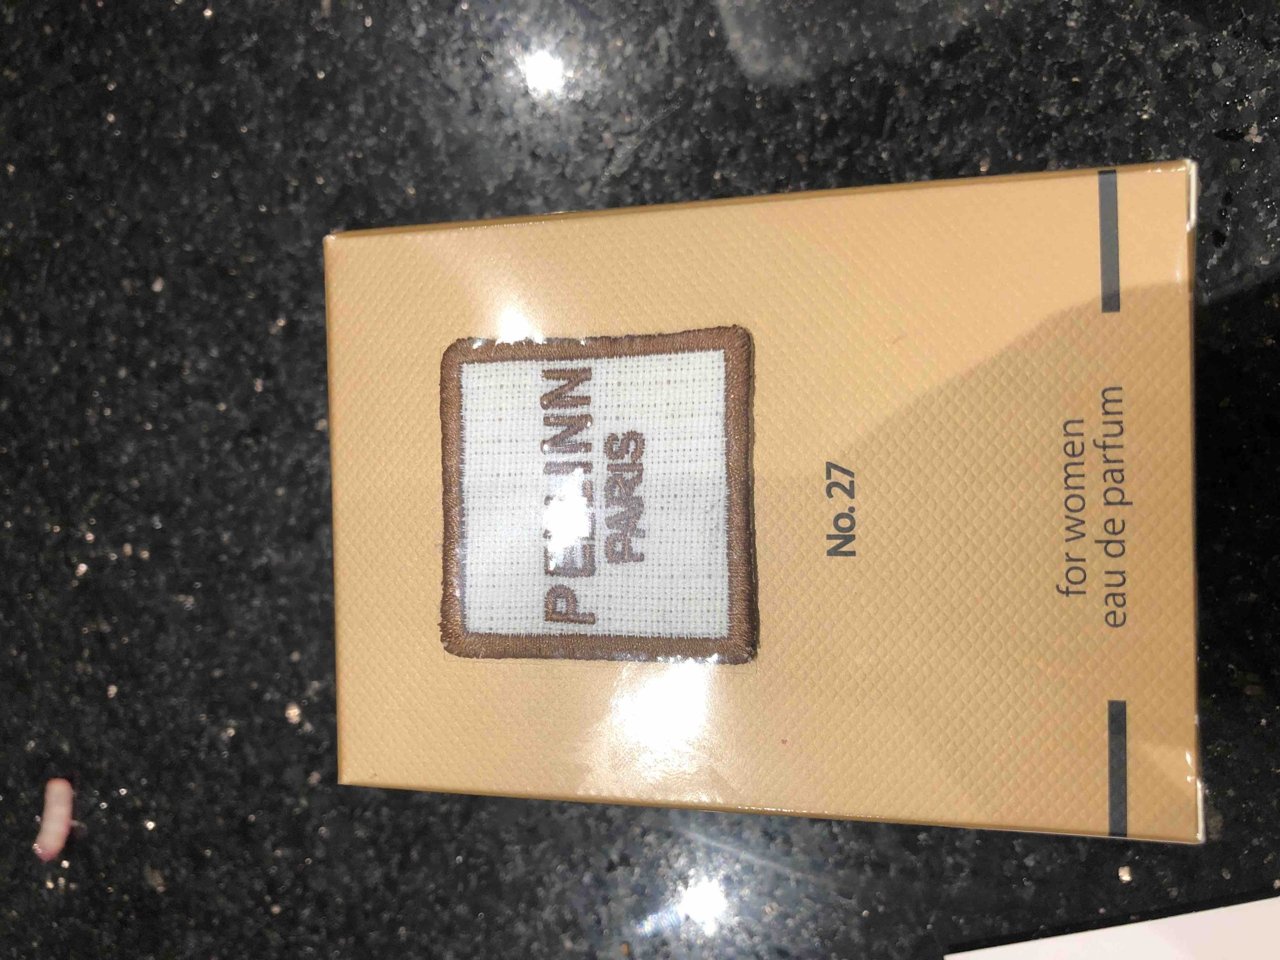 PARIS
No. 27
for women
eau de parfum